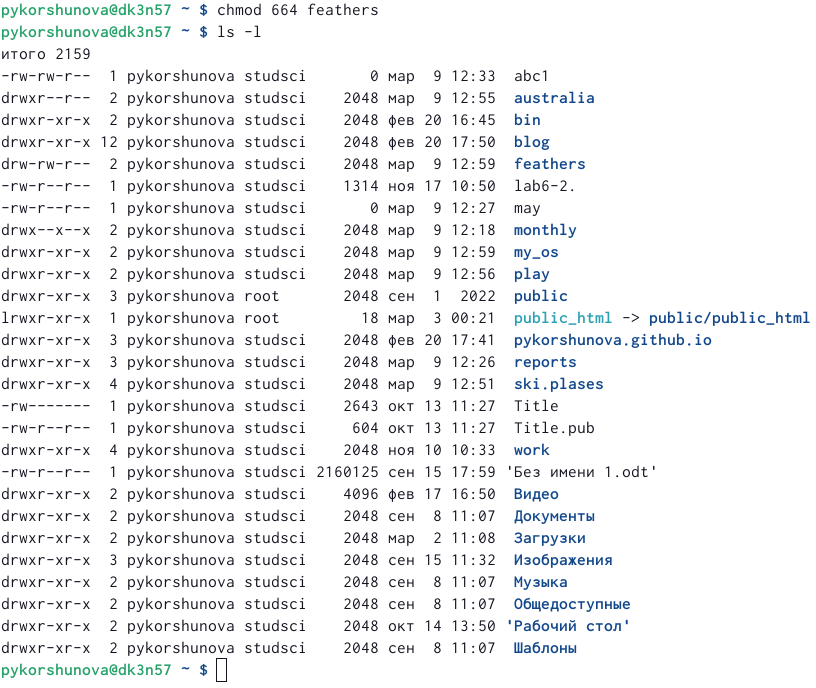 pykorshunova@dk3n57 ~ $ chmod 664 feathers
pykorshunova@dk3n57 ~ $ ls -l
итого 2159
-rw-rw-r--  1 pykorshunova studsci       0 мар  9 12:33  abc1
drwxr--r--  2 pykorshunova studsci    2048 мар  9 12:55  australia
drwxr-xr-x  2 pykorshunova studsci    2048 фев 20 16:45  bin
drwxr-xr-x 12 pykorshunova studsci    2048 фев 20 17:50  blog
drw-rw-r--  2 pykorshunova studsci    2048 мар  9 12:59  feathers
-rw-r--r--  1 pykorshunova studsci    1314 ноя 17 10:50  lab6-2.
-rw-r--r--  1 pykorshunova studsci       0 мар  9 12:27  may
drwx--x--x  2 pykorshunova studsci    2048 мар  9 12:18  monthly
drwxr-xr-x  2 pykorshunova studsci    2048 мар  9 12:59  my_os
drwxr-xr-x  2 pykorshunova studsci    2048 мар  9 12:56  play
drwxr-xr-x  3 pykorshunova root       2048 сен  1  2022  public
lrwxr-xr-x  1 pykorshunova root         18 мар  3 00:21  public_html -> public/public_html
drwxr-xr-x  3 pykorshunova studsci    2048 фев 20 17:41  pykorshunova.github.io
drwxr-xr-x  3 pykorshunova studsci    2048 мар  9 12:26  reports
drwxr-xr-x  4 pykorshunova studsci    2048 мар  9 12:51  ski.plases
-rw-------  1 pykorshunova studsci    2643 окт 13 11:27  Title
-rw-r--r--  1 pykorshunova studsci     604 окт 13 11:27  Title.pub
drwxr-xr-x  4 pykorshunova studsci    2048 ноя 10 10:33  work
-rw-r--r--  1 pykorshunova studsci 2160125 сен 15 17:59 'Без имени 1.odt'
drwxr-xr-x  2 pykorshunova studsci    4096 фев 17 16:50  Видео
drwxr-xr-x  2 pykorshunova studsci    2048 сен  8 11:07  Документы
drwxr-xr-x  2 pykorshunova studsci    2048 мар  2 11:08  Загрузки
drwxr-xr-x  3 pykorshunova studsci    2048 сен 15 11:32  Изображения
drwxr-xr-x  2 pykorshunova studsci    2048 сен  8 11:07  Музыка
drwxr-xr-x  2 pykorshunova studsci    2048 сен  8 11:07  Общедоступные
drwxr-xr-x  2 pykorshunova studsci    2048 окт 14 13:50 'Рабочий стол'
drwxr-xr-x  2 pykorshunova studsci    2048 сен  8 11:07  Шаблоны
pykorshunova@dk3n57 ~ $